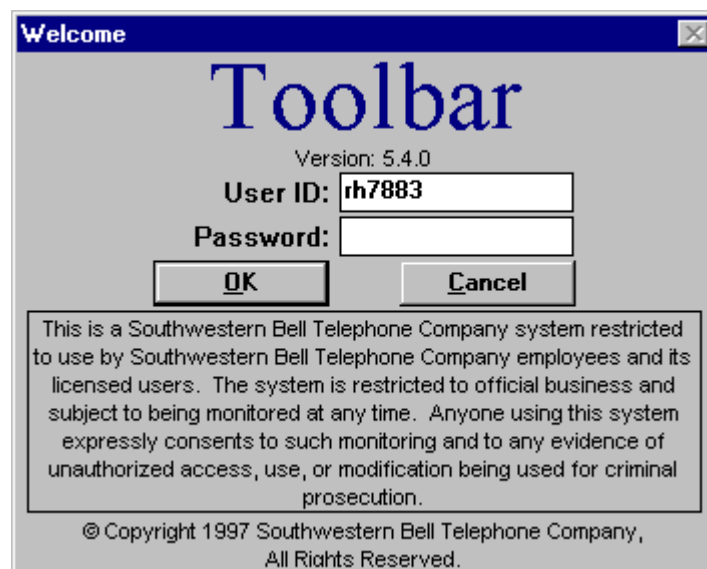 Welcome
Toolbar
Version: 5.4.0
User ID: rh7883
Password:
OK Cancel
This is a Southwestern Bell Telephone Company system restricted
to use by Southwestern Bell Telephone Company employees and its
licensed users. The system is restricted to official business and
subject to being monitored at any time. Anyone using this system
expressly consents to such monitoring and to any evidence of
unauthorized access, use, or modification being used for criminal
prosecution.
© Copyright 1997 Southwestern Bell Telephone Company,
All Rights Reserved.